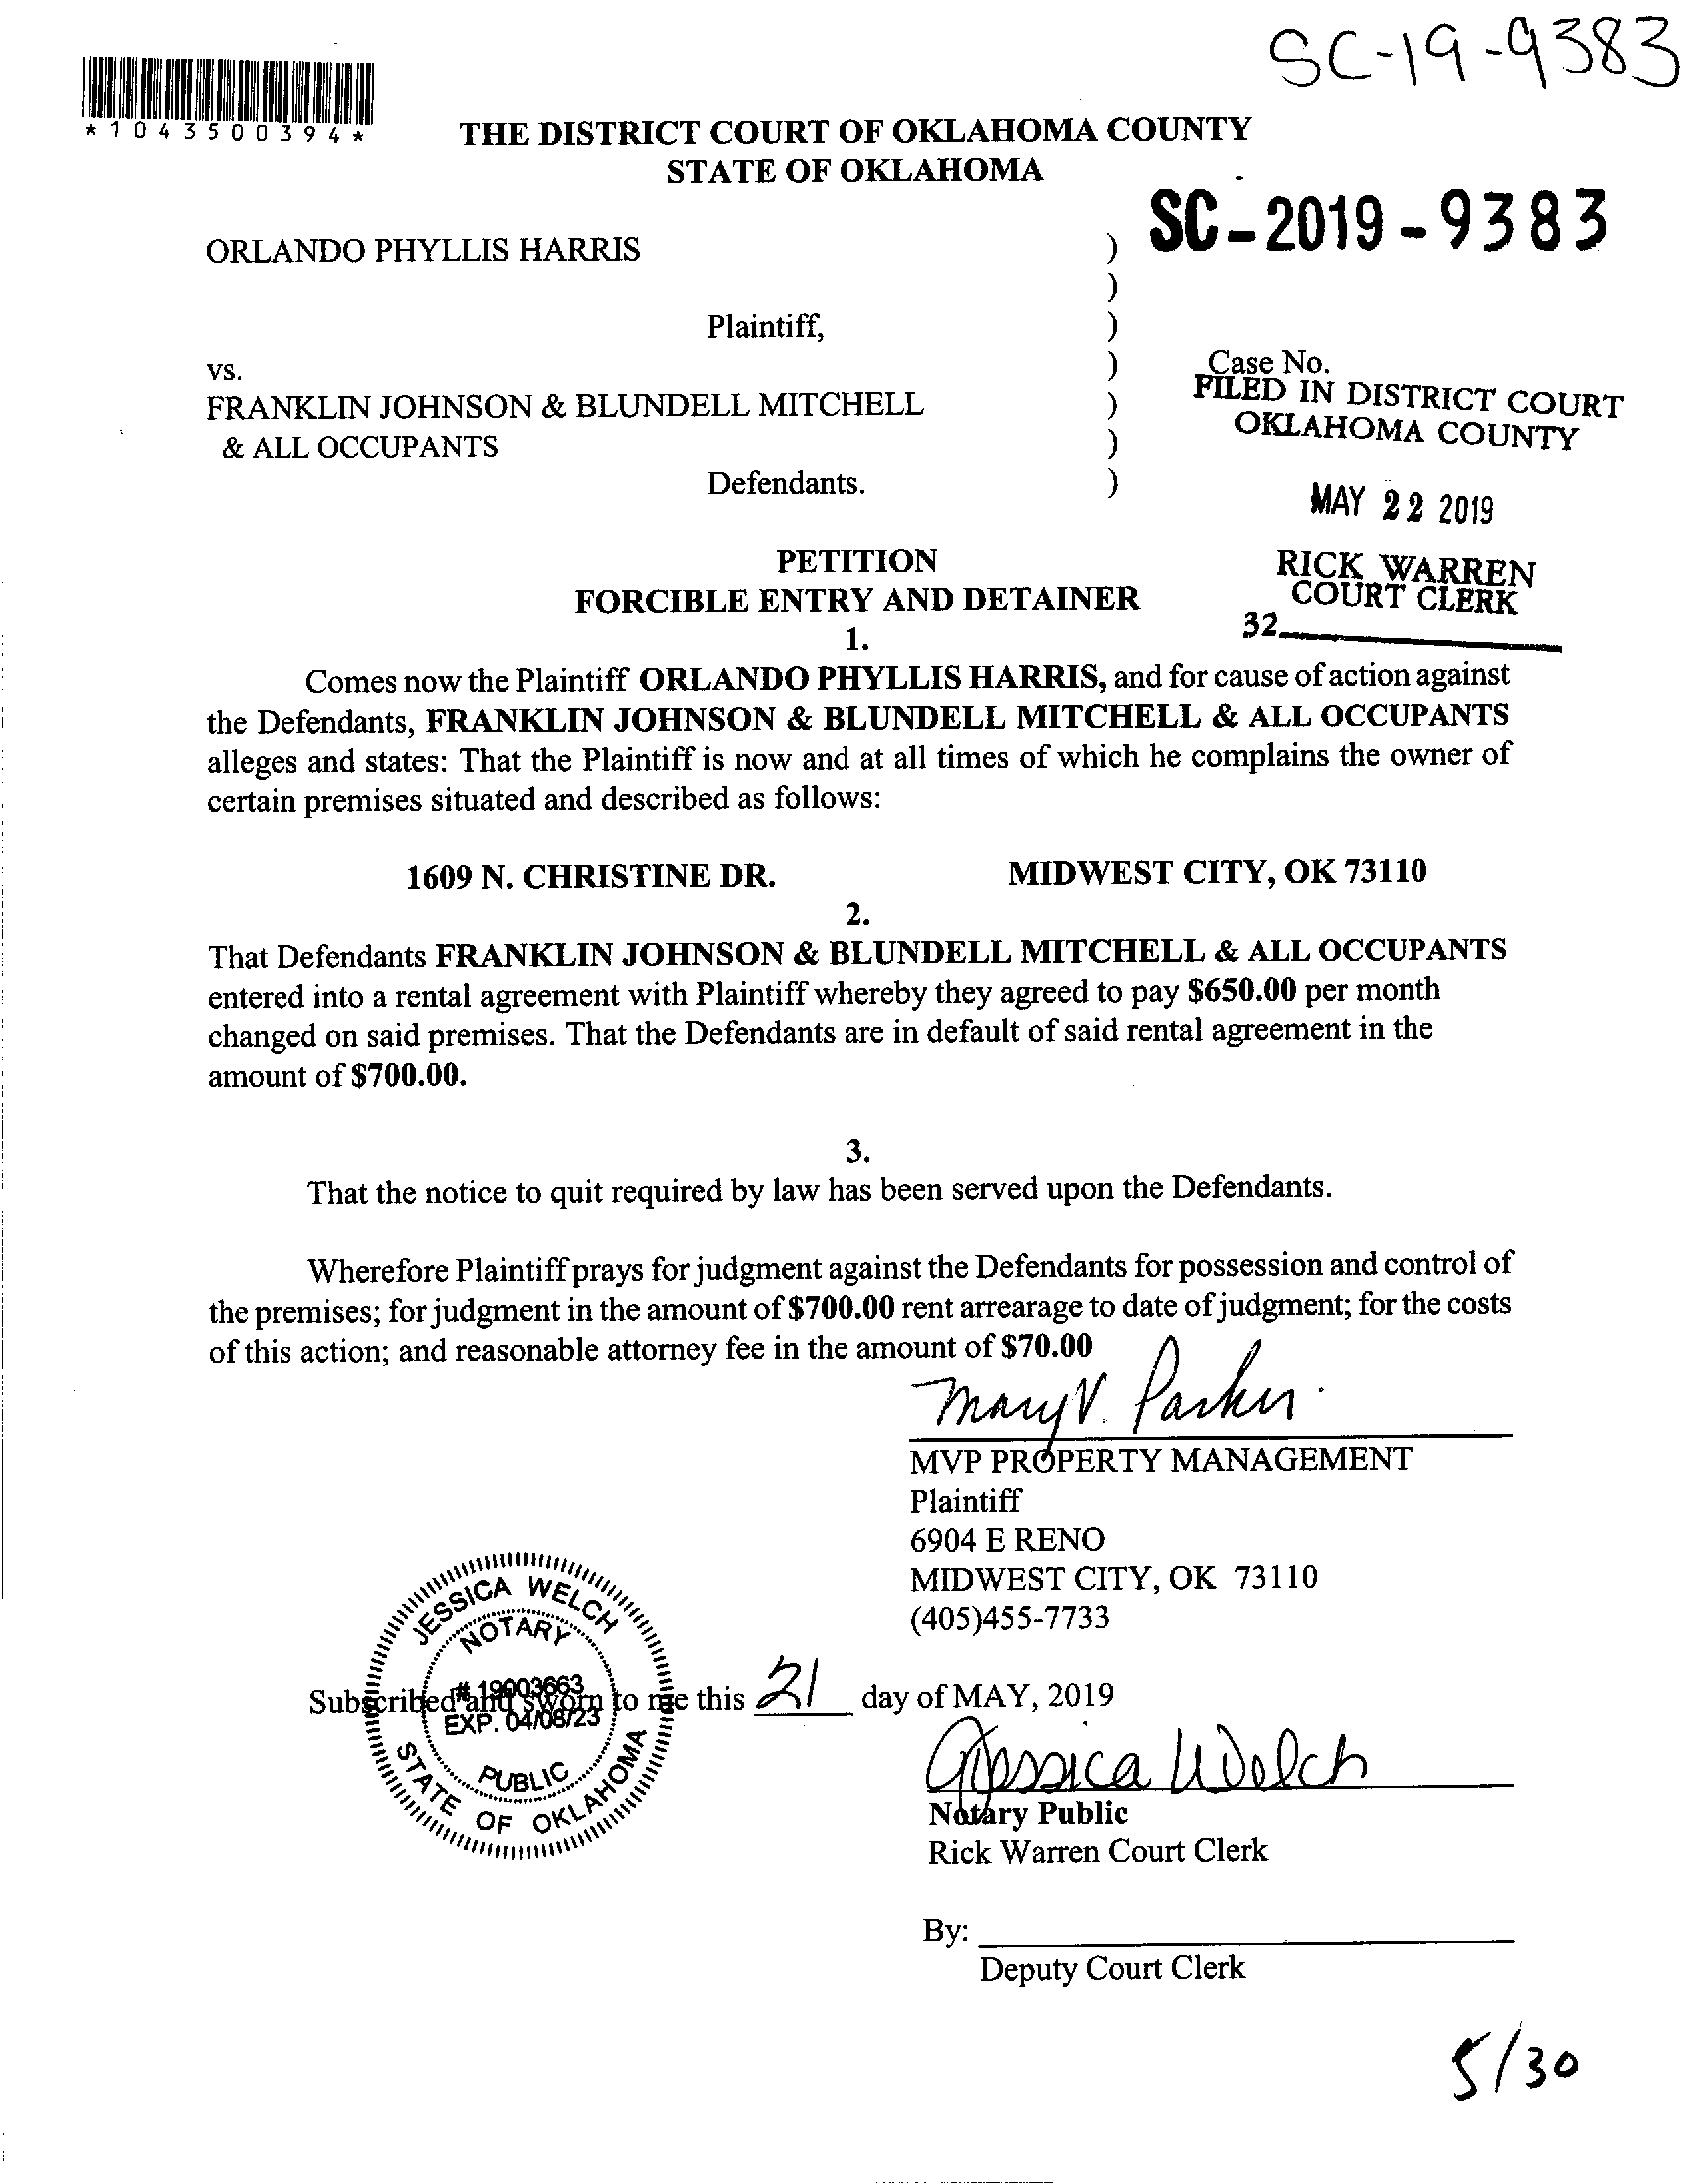 SC-19-9383
*1043500394*
THE DISTRICT COURT OF OKLAHOMA COUNTY
STATE OF OKLAHOMA
SC-2019-9383
ORLANDO PHYLLIS HARRIS )
)
Plaintiff, )
vs. )
Case No.
FRANKLIN JOHNSON & BLUNDELL MITCHELL )
FILED IN DISTRICT COURT
OKLAHOMA COUNTY
& ALL OCCUPANTS )
Defendants. )
MAY 22 2019
RICK WARREN
COURT CLERK
32
PETITION
FORCIBLE ENTRY AND DETAINER
1.
Comes now the Plaintiff ORLANDO PHYLLIS HARRIS, and for cause of action against
the Defendants, FRANKLIN JOHNSON & BLUNDELL MITCHELL & ALL OCCUPANTS
alleges and states: That the Plaintiff is now and at all times of which he complains the owner of
certain premises situated and described as follows:
1609 N. CHRISTINE DR. MIDWEST CITY, OK 73110
2.
That Defendants FRANKLIN JOHNSON & BLUNDELL MITCHELL & ALL OCCUPANTS
entered into a rental agreement with Plaintiff whereby they agreed to pay $650.00 per month
changed on said premises. That the Defendants are in default of said rental agreement in the
amount of $700.00.
3.
That the notice to quit required by law has been served upon the Defendants.
Wherefore Plaintiff prays for judgment against the Defendants for possession and control of
the premises; for judgment in the amount of $700.00 rent arrearage to date of judgment; for the costs
of this action; and reasonable attorney fee in the amount of $70.00
Mary V. Parker
MVP PROPERTY MANAGEMENT
Plaintiff
6904 E RENO
MIDWEST CITY, OK 73110
(405)455-7733
JESSICA WELCH
NOTARY
# 19003663
EXP. 04/08/23
PUBLIC
STATE OF OKLAHOMA
Subscribed and sworn to me this 21 day of MAY, 2019
Jessica Welch
Notary Public
Rick Warren Court Clerk
By:
Deputy Court Clerk
5/30